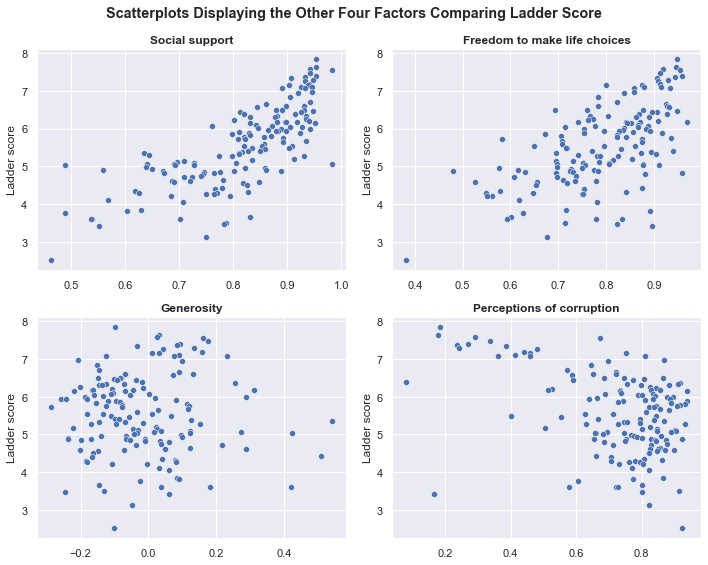 Scatterplots Displaying the Other Four Factors Comparing Ladder Score
Social support
Freedom to make life choices
Ladder score
8
7
6
5
4
3
0.5 0.6 0.7 0.8 0.9 1.0
Ladder score
8
7
6
5
4
3
0.4 0.5 0.6 0.7 0.8 0.9
Generosity
Perceptions of corruption
Ladder score
8
7
6
5
4
3
−0.2 0.0 0.2 0.4
Ladder score
8
7
6
5
4
3
0.2 0.4 0.6 0.8